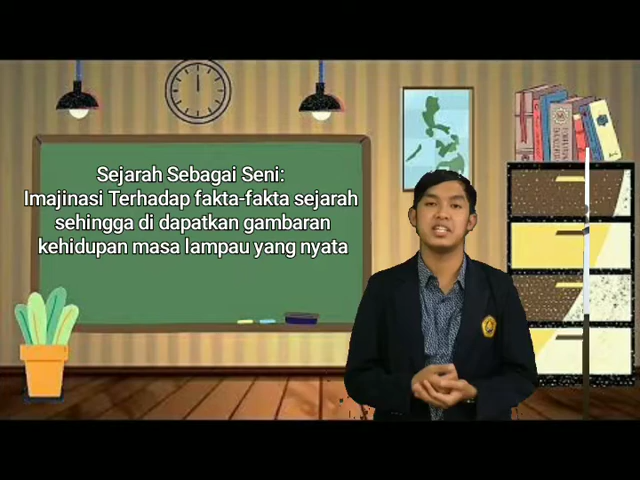 Sejarah Sebagai Seni:
Imajinasi Terhadap fakta-fakta sejarah
sehingga di dapatkan gambaran
kehidupan masa lampau yang nyata